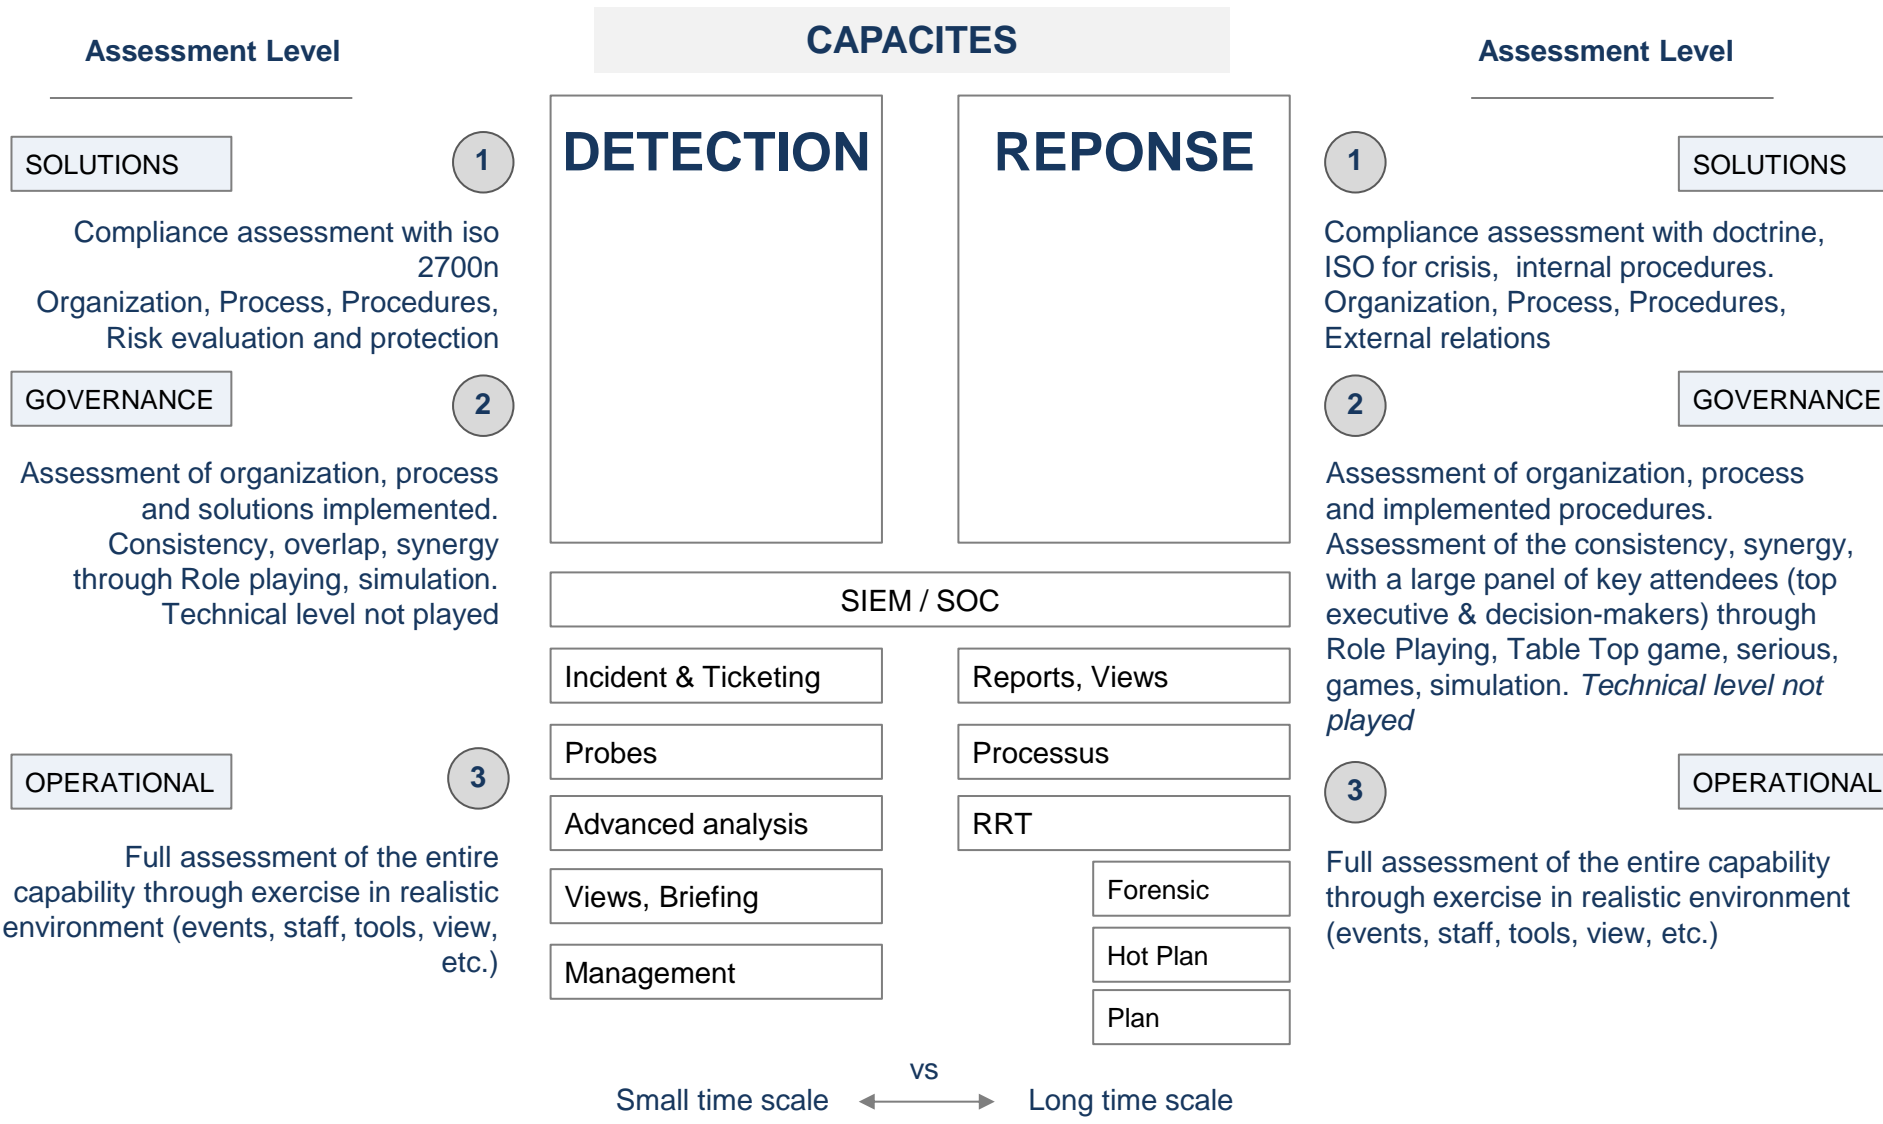 CAPACITES
Assessment Level
SOLUTIONS
1
Compliance assessment with iso
2700n
Organization, Process, Procedures,
Risk evaluation and protection
GOVERNANCE
2
Assessment of organization, process
and solutions implemented.
Consistency, overlap, synergy
through Role playing, simulation.
Technical level not played
OPERATIONAL
3
Full assessment of the entire
capability through exercise in realistic
environment (events, staff, tools, view,
etc.)
DETECTION
REPONSE
SIEM / SOC
Incident & Ticketing
Probes
Advanced analysis
Views, Briefing
Management
Reports, Views
Processus
RRT
Forensic
Hot Plan
Plan
vs
Small time scale
Long time scale
Assessment Level
1
SOLUTIONS
Compliance assessment with doctrine,
ISO for crisis, internal procedures.
Organization, Process, Procedures,
External relations
2
GOVERNANCE
Assessment of organization, process
and implemented procedures.
Assessment of the consistency, synergy,
with a large panel of key attendees (top
executive & decision-makers) through
Role Playing, Table Top game, serious,
games, simulation. Technical level not
played
3
OPERATIONAL
Full assessment of the entire capability
through exercise in realistic environment
(events, staff, tools, view, etc.)